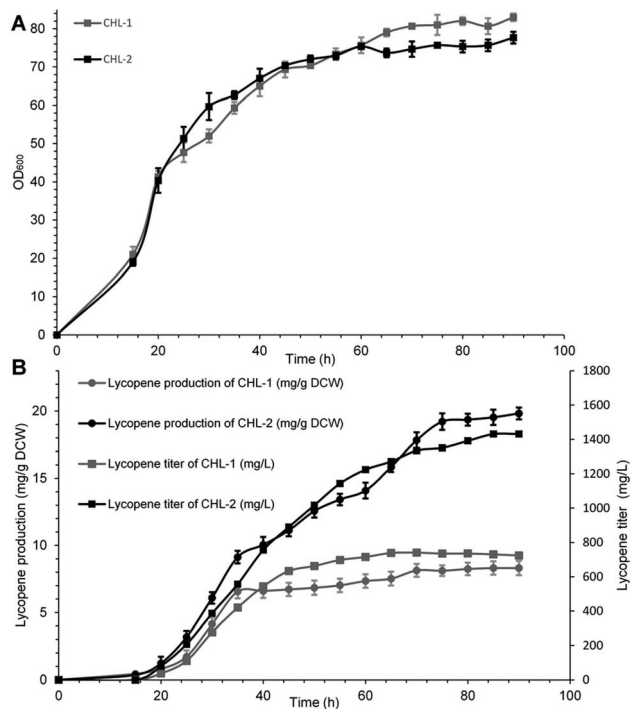 A
CHL-1
CHL-2
OD600
80
70
60
50
40
30
20
10
0
0 20 40 60 80 100
Time (h)
B
Lycopene production of CHL-1 (mg/g DCW)
Lycopene production of CHL-2 (mg/g DCW)
Lycopene titer of CHL-1 (mg/L)
Lycopene titer of CHL-2 (mg/L)
Lycopene production (mg/g DCW)
20
15
10
5
0
Lycopene titer (mg/L)
1800
1600
1400
1200
1000
800
600
400
200
0
0 20 40 60 80 100
Time (h)